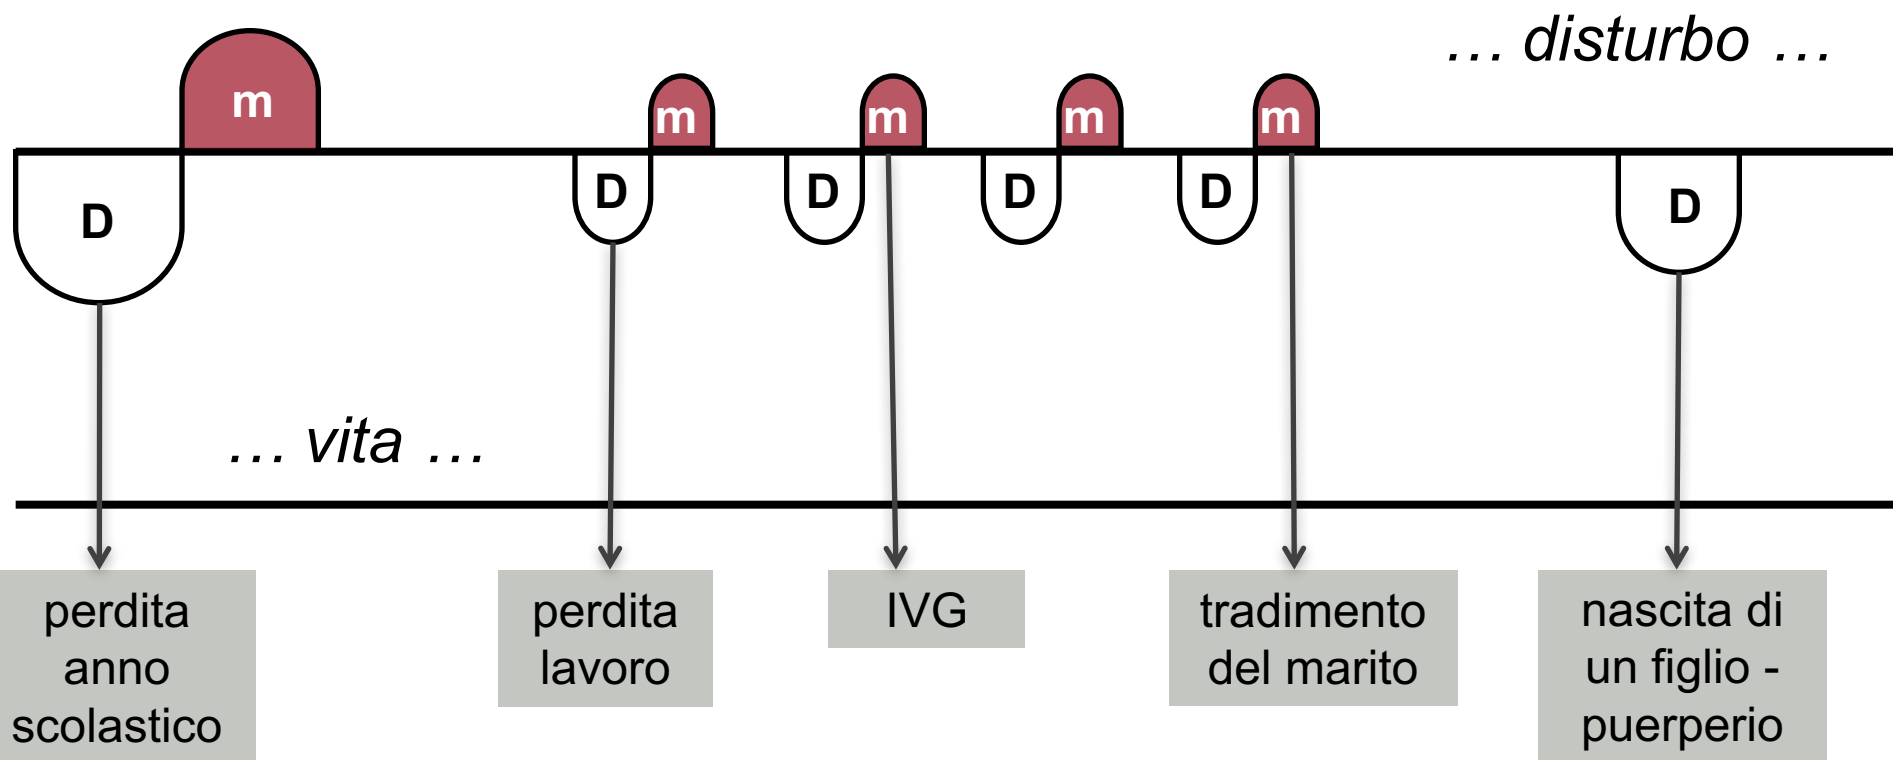 … disturbo …
m
m
m
m
m
D
D
D
D
D
D
… vita …
perdita
anno
scolastico
perdita
lavoro
IVG
tradimento
del marito
nascita di
un figlio -
puerperio